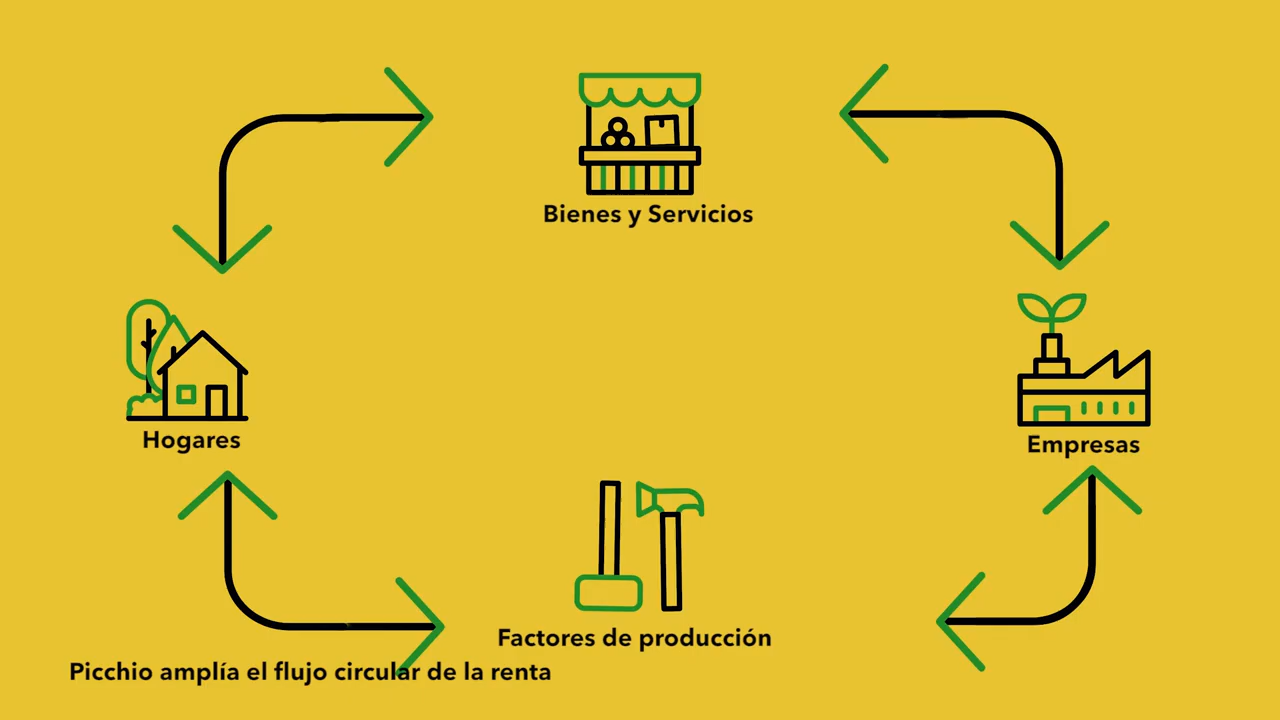 Bienes y Servicios
Hogares
Empresas
Factores de producción
Picchio amplía el flujo circular de la renta